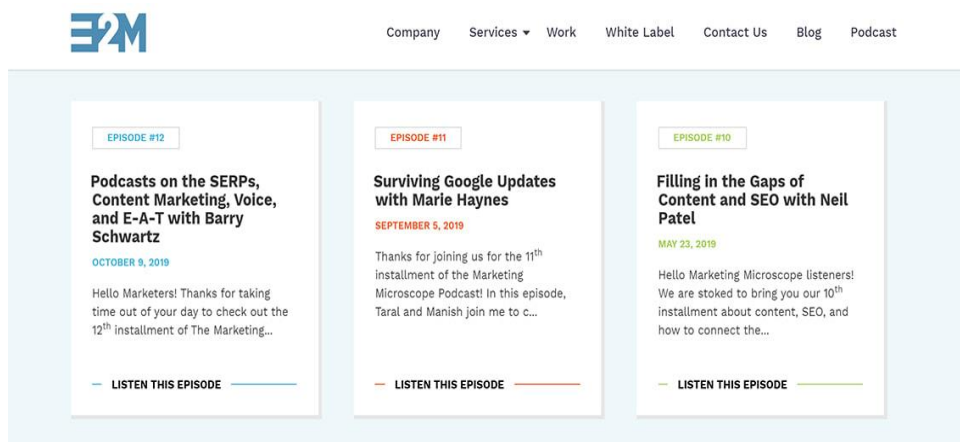 E2M
Company Services Work White Label Contact Us Blog Podcast
EPISODE #12
Podcasts on the SERPs,
Content Marketing, Voice,
and E-A-T with Barry
Schwartz
OCTOBER 9, 2019
Hello Marketers! Thanks for taking
time out of your day to check out the
12th installment of The Marketing...
LISTEN THIS EPISODE
EPISODE #11
Surviving Google Updates
with Marie Haynes
SEPTEMBER 5, 2019
Thanks for joining us for the 11th
installment of the Marketing
Microscope Podcast! In this episode,
Taral and Manish join me to c...
LISTEN THIS EPISODE
EPISODE #10
Filling in the Gaps of
Content and SEO with Neil
Patel
MAY 23, 2019
Hello Marketing Microscope listeners!
We are stoked to bring you our 10th
installment about content, SEO, and
how to connect the...
LISTEN THIS EPISODE